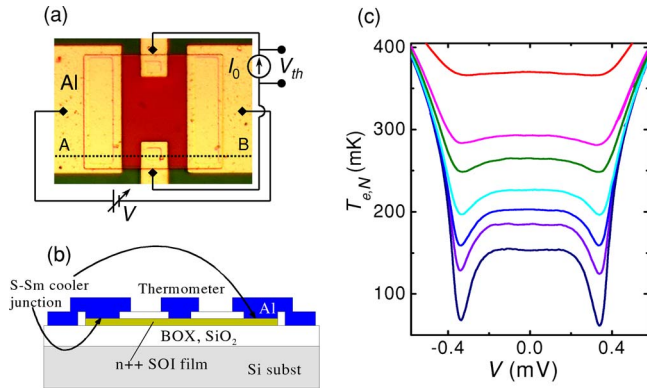 (a)
Al
A
B
I0
Vth
V
(b)
S-Sm cooler
junction
Thermometer
Al
BOX, SiO2
n++ SOI film
Si subst
(c)
Te,N (mK)
400
300
200
100
-0.4
0.0
0.4
V (mV)